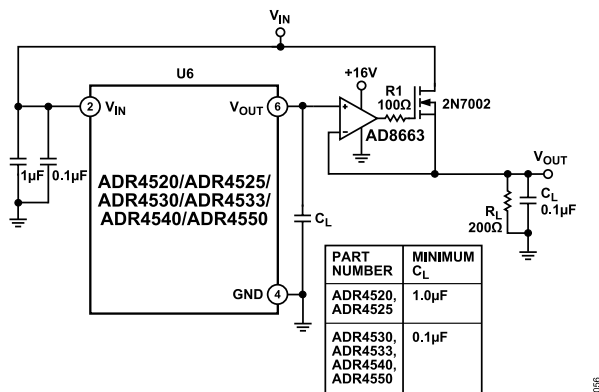 VIN
U6
+16V
R1
100Ω
2N7002
2
VIN
VOUT
6
+
−
AD8663
1µF
0.1µF
ADR4520/ADR4525/
ADR4530/ADR4533/
ADR4540/ADR4550
CL
VOUT
RL
200Ω
CL
0.1µF
GND
4
PART
NUMBER
MINIMUM
CL
ADR4520,
ADR4525
1.0µF
ADR4530,
ADR4533,
ADR4540,
ADR4550
0.1µF